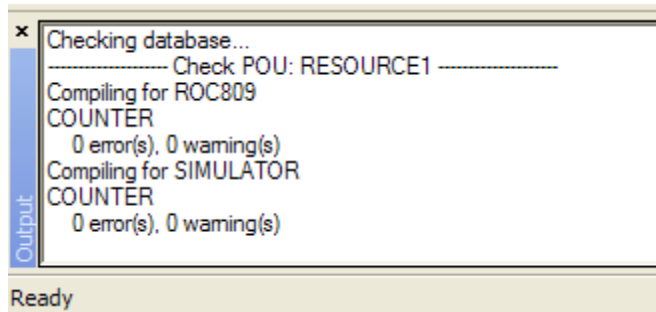 Checking database...
-------------------- Check POU: RESOURCE1 --------------------
Compiling for ROC809
COUNTER
0 error(s), 0 warning(s)
Compiling for SIMULATOR
COUNTER
0 error(s), 0 warning(s)
Output
Ready